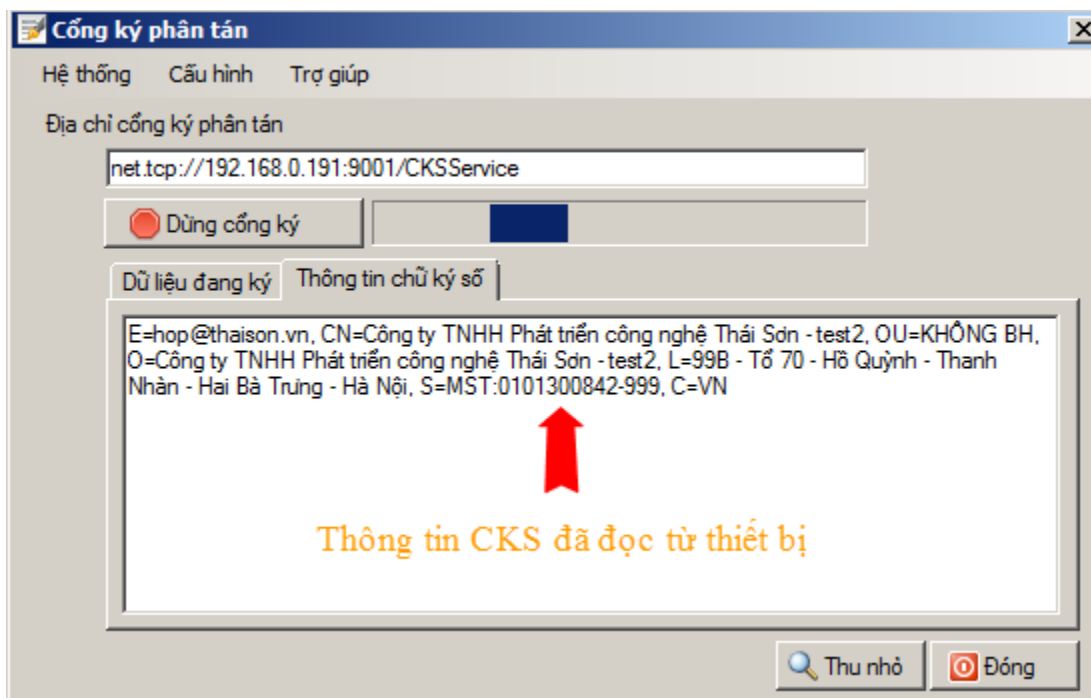 Cổng ký phân tán
Hệ thống Cấu hình Trợ giúp
Địa chỉ cổng ký phân tán
net.tcp://192.168.0.191:9001/CKSService
Dừng cổng ký
Dữ liệu đang ký Thông tin chữ ký số
E=hop@thaison.vn, CN=Công ty TNHH Phát triển công nghệ Thái Sơn - test2, OU=KHÔNG BH,
O=Công ty TNHH Phát triển công nghệ Thái Sơn - test2, L=99B - Tổ 70 - Hồ Quỳnh - Thanh
Nhàn - Hai Bà Trưng - Hà Nội, S=MST:0101300842-999, C=VN
Thông tin CKS đã đọc từ thiết bị
Thu nhỏ Đóng